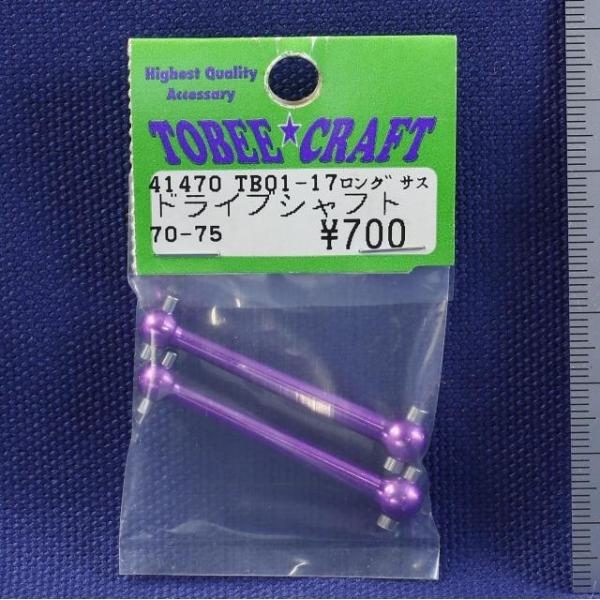 Highest Quality
Accessary
TOBEE★CRAFT
41470 TB01-17ロングサス
ドライブシャフト
70-75 ¥700